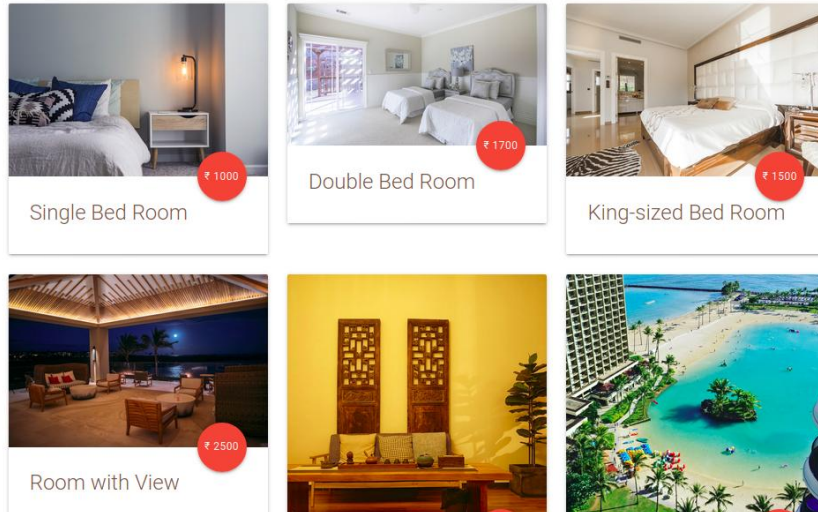 ₹ 1000
Single Bed Room
₹ 1700
Double Bed Room
₹ 1500
King-sized Bed Room
₹ 2500
Room with View